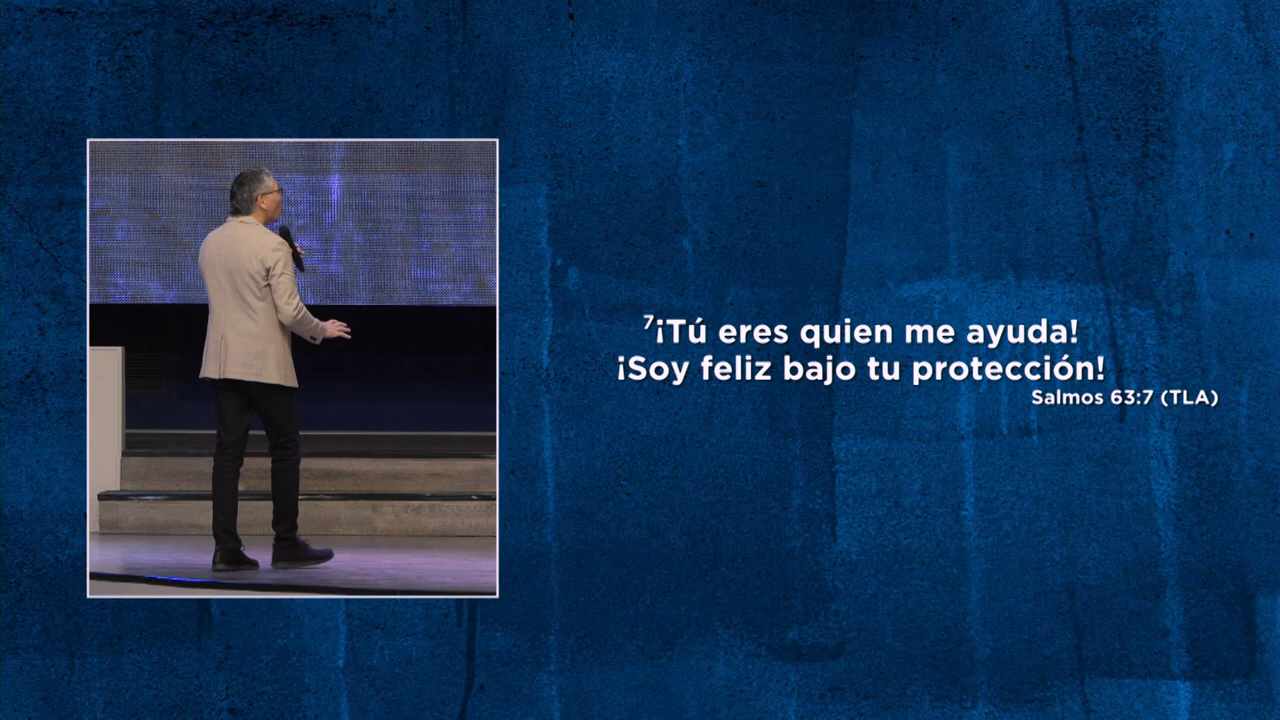 ⁷¡Tú eres quien me ayuda!
¡Soy feliz bajo tu protección!
Salmos 63:7 (TLA)